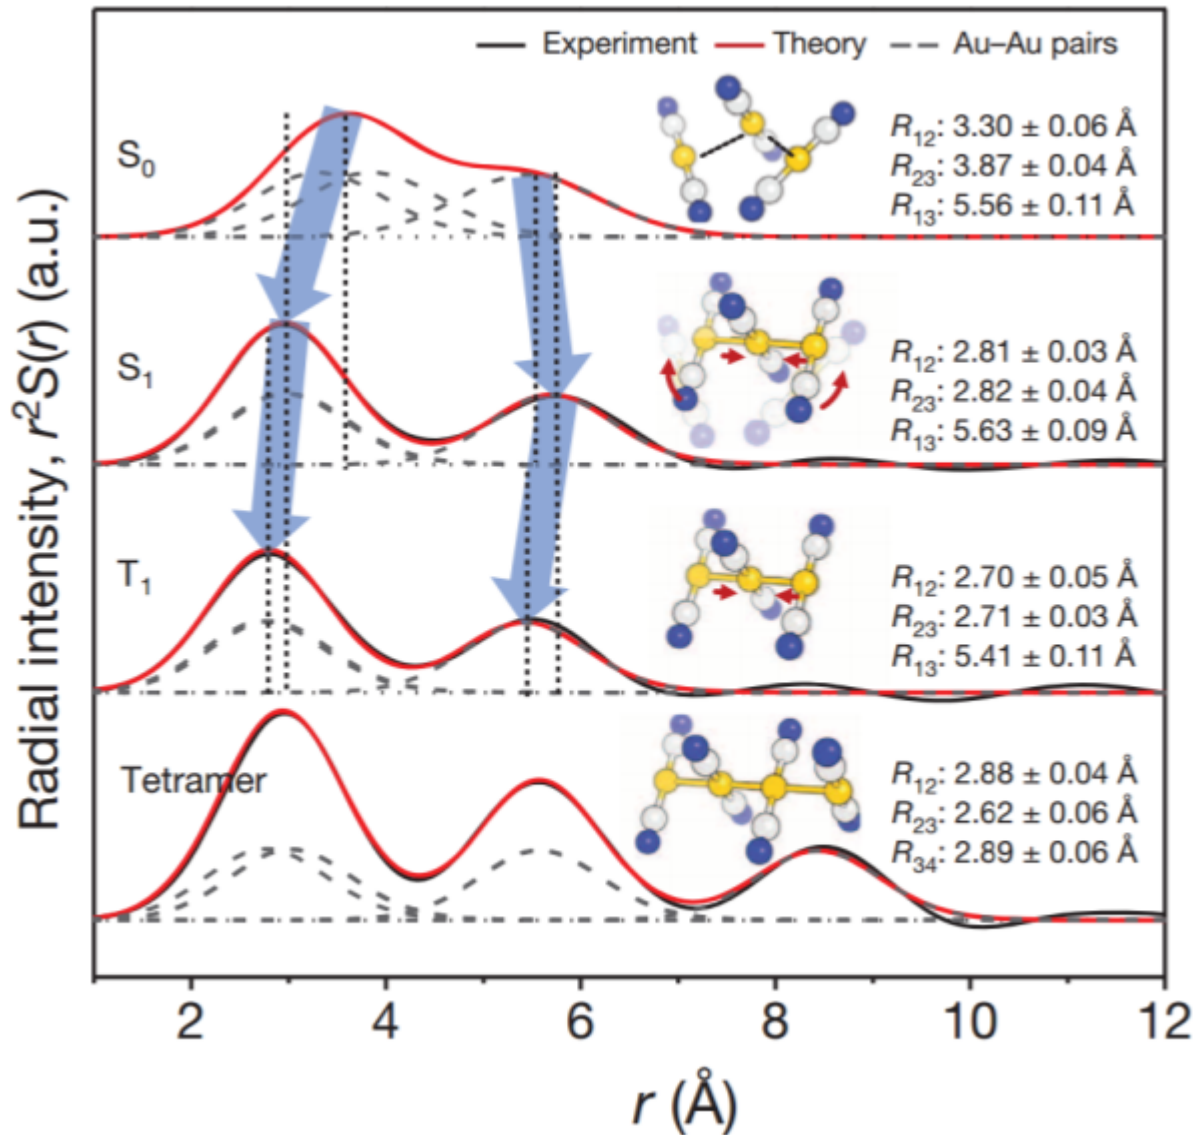 Experiment Theory Au–Au pairs
S0
R12: 3.30 ± 0.06 Å
R23: 3.87 ± 0.04 Å
R13: 5.56 ± 0.11 Å
S1
R12: 2.81 ± 0.03 Å
R23: 2.82 ± 0.04 Å
R13: 5.63 ± 0.09 Å
T1
R12: 2.70 ± 0.05 Å
R23: 2.71 ± 0.03 Å
R13: 5.41 ± 0.11 Å
Tetramer
R12: 2.88 ± 0.04 Å
R23: 2.62 ± 0.06 Å
R34: 2.89 ± 0.06 Å
Radial intensity, r²S(r) (a.u.)
2 4 6 8 10 12
r (Å)